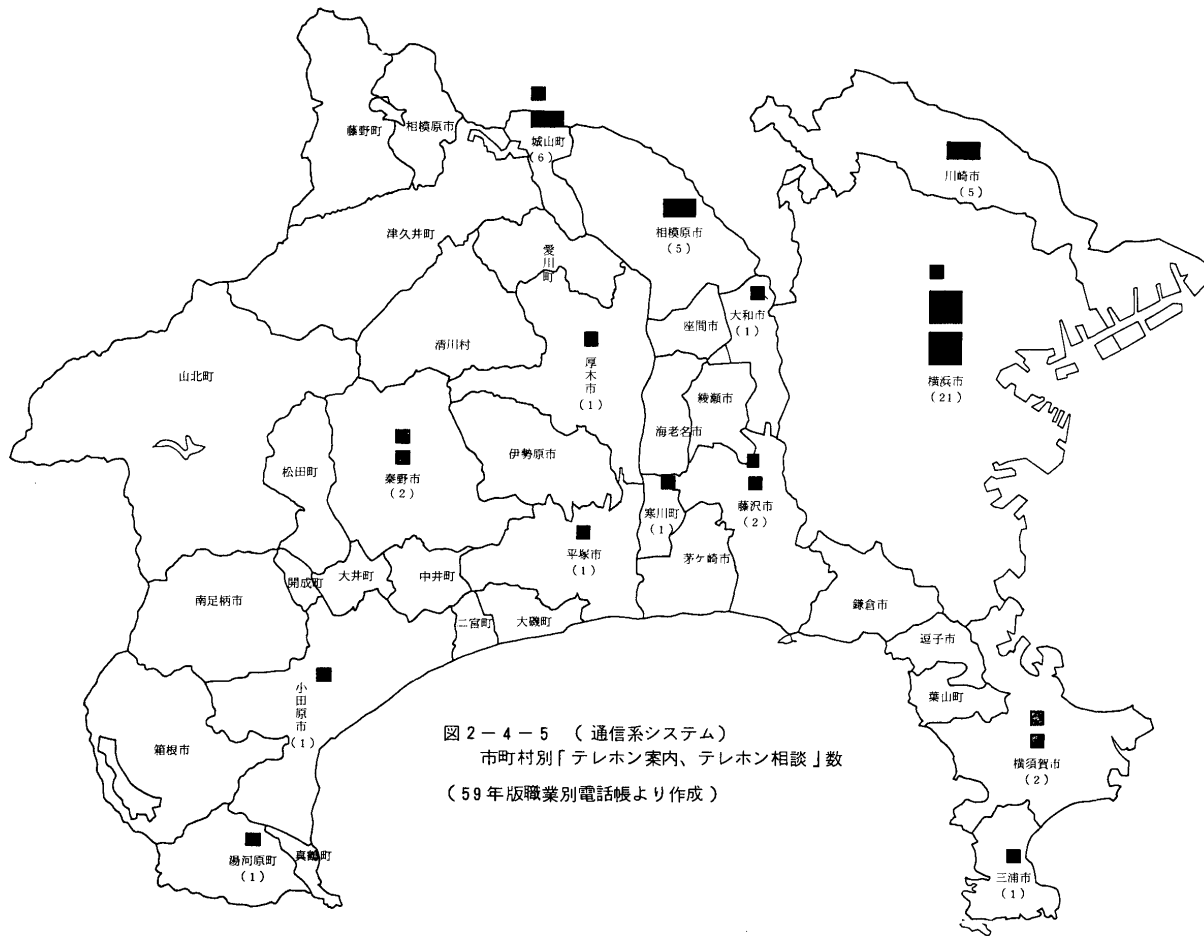 藤野町
相模原市
城山町
(6)
川崎市
(5)
津久井町
相模原市
(5)
愛川町
大和市
(1)
座間市
清川村
厚木市
(1)
山北町
横浜市
(21)
綾瀬市
海老名市
伊勢原市
松田町
秦野市
(2)
寒川町
(1)
藤沢市
(2)
平塚市
(1)
茅ケ崎市
開成町
大井町
中井町
南足柄市
鎌倉市
二宮町
大磯町
逗子市
葉山町
小田原市
(1)
箱根市
図2-4-5 (通信系システム)
市町村別「テレホン案内、テレホン相談」数
(59年版職業別電話帳より作成)
横須賀市
(2)
湯河原町
(1)
真鶴町
三浦市
(1)